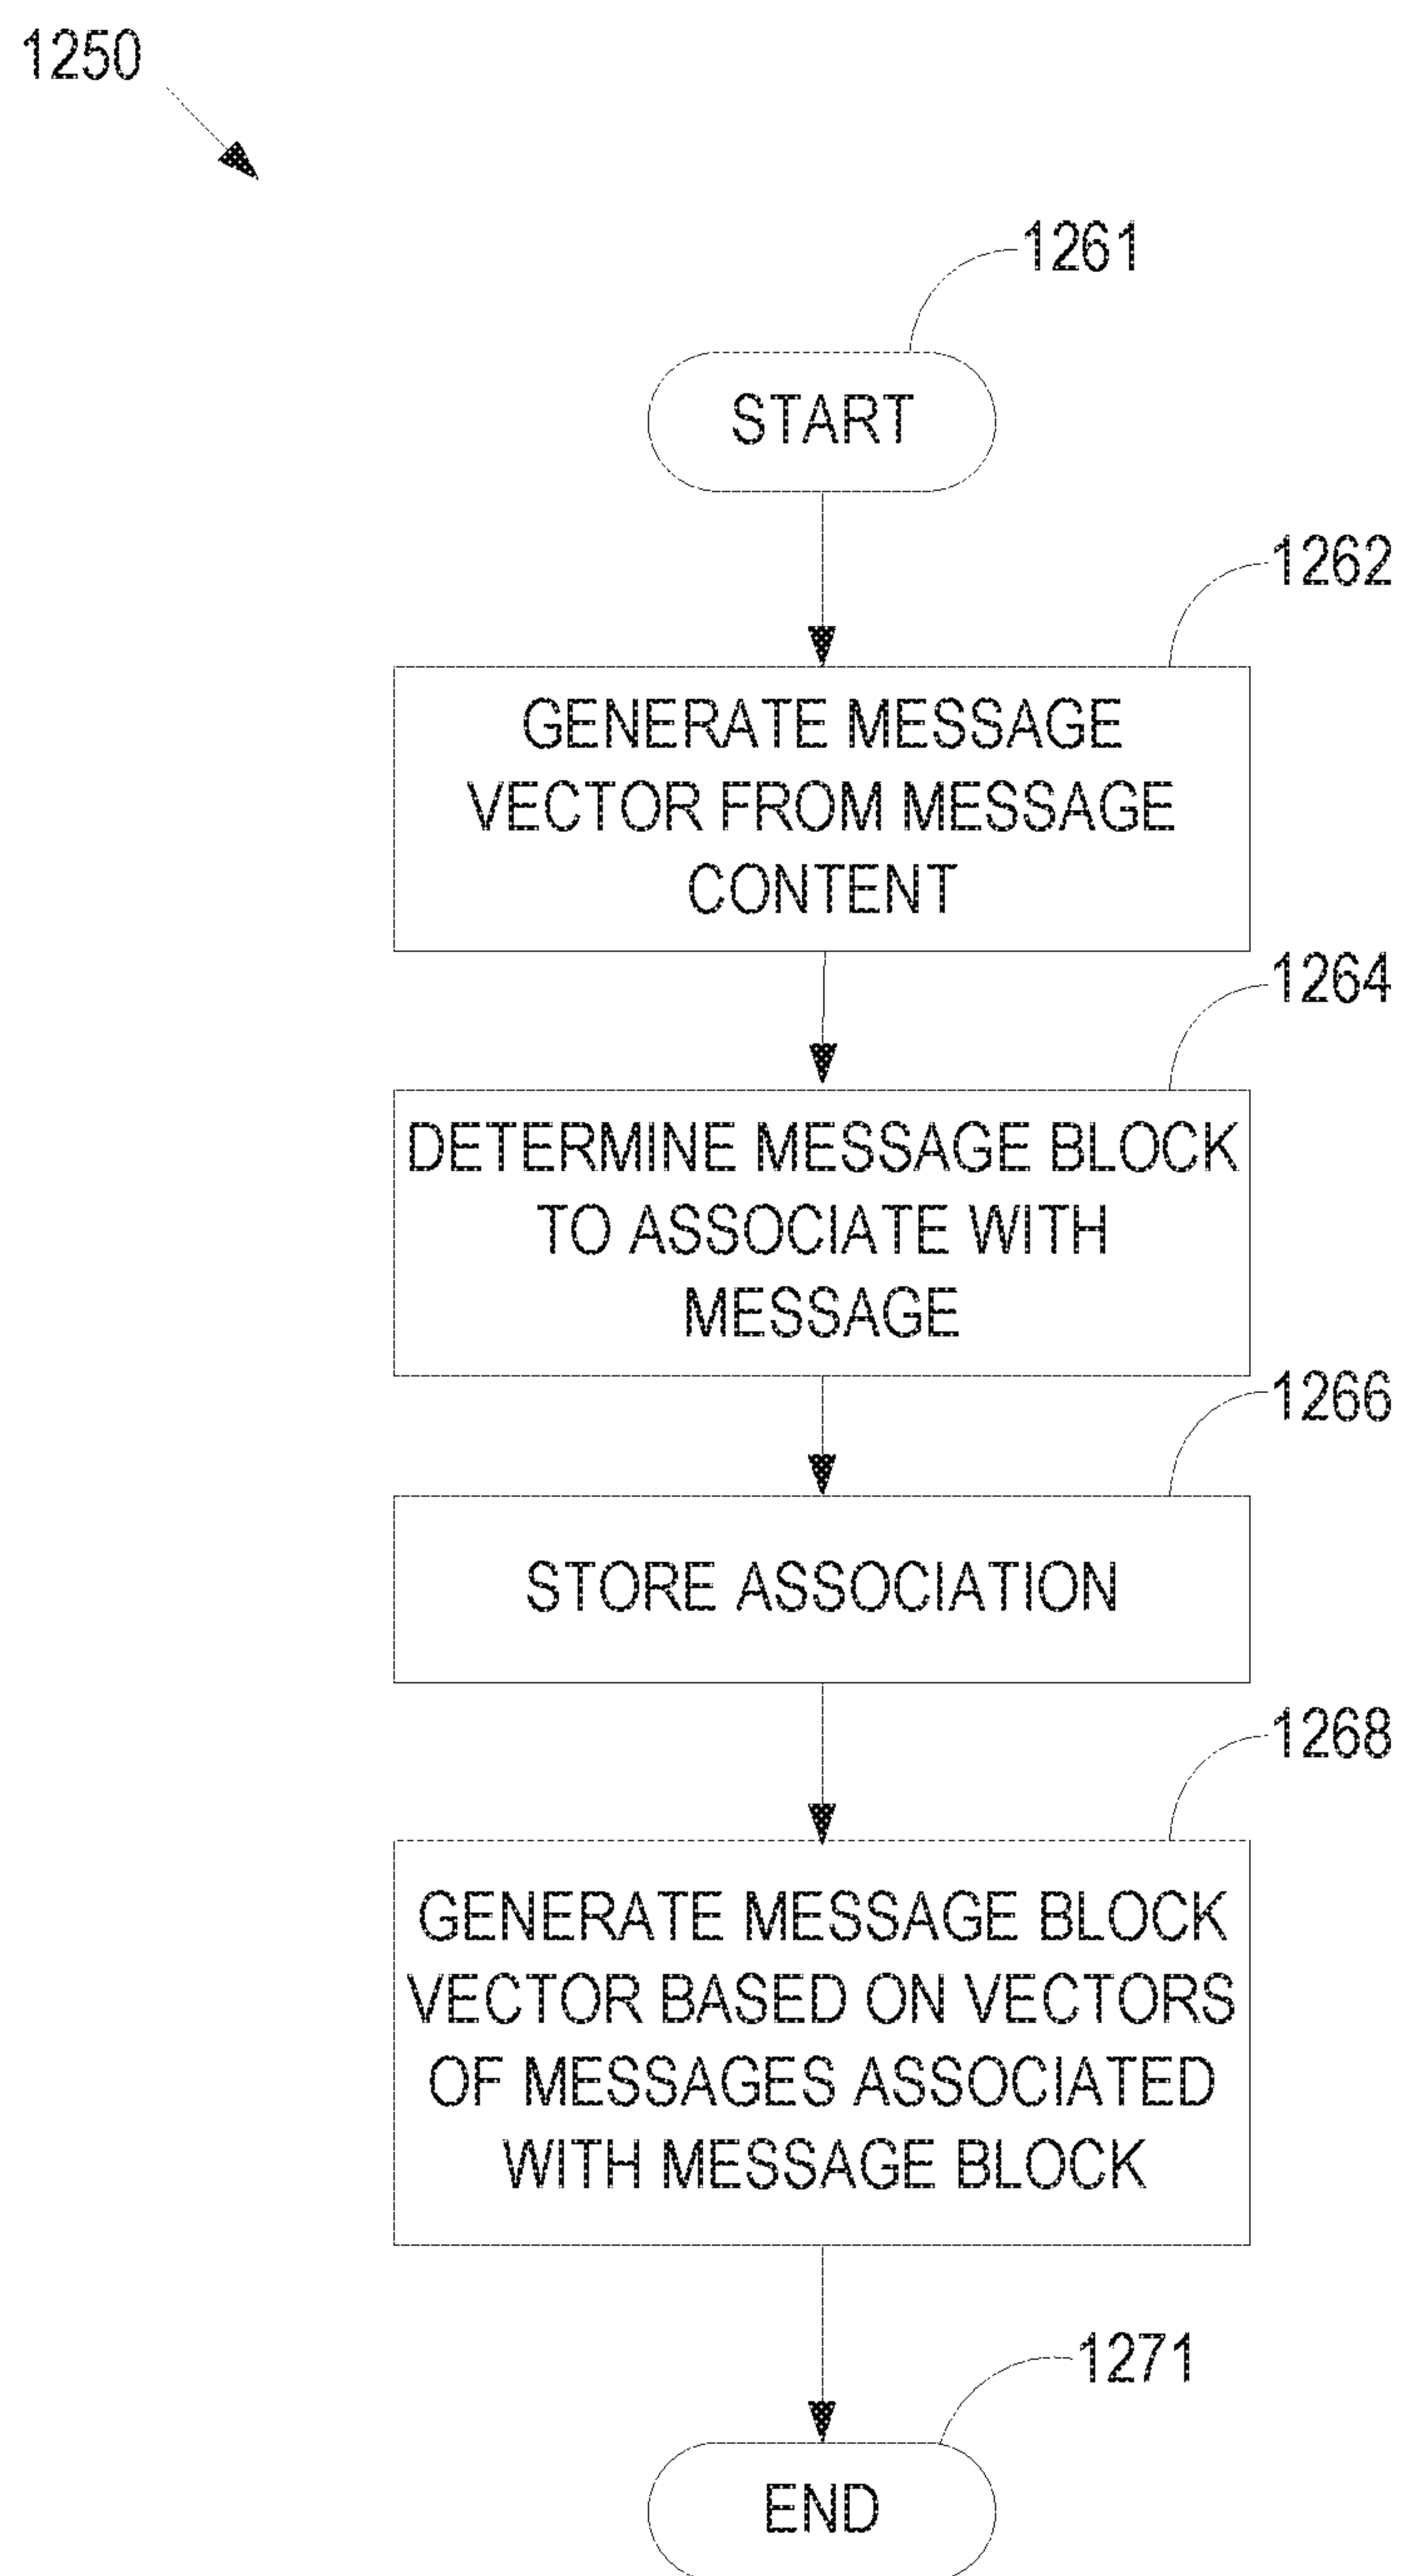 1250
1261
START
1262
GENERATE MESSAGE
VECTOR FROM MESSAGE
CONTENT
1264
DETERMINE MESSAGE BLOCK
TO ASSOCIATE WITH
MESSAGE
1266
STORE ASSOCIATION
1268
GENERATE MESSAGE BLOCK
VECTOR BASED ON VECTORS
OF MESSAGES ASSOCIATED
WITH MESSAGE BLOCK
1271
END